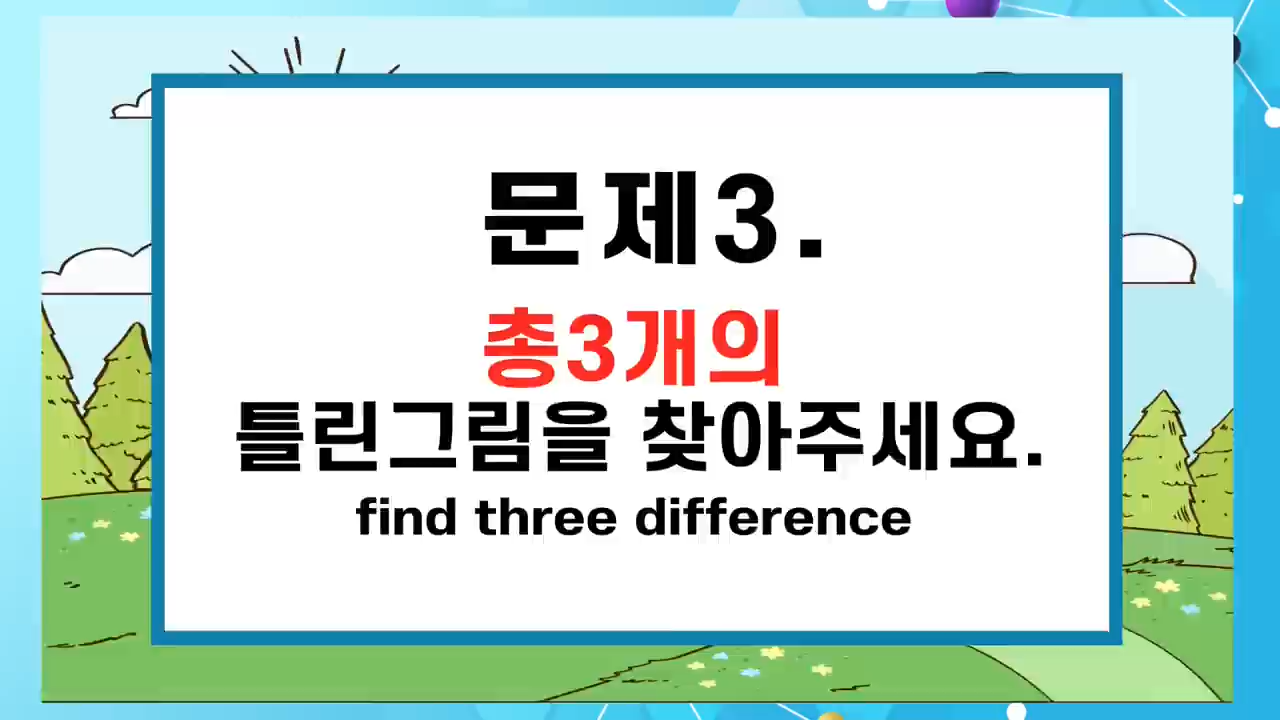 문제3.
총3개의
틀린그림을 찾아주세요.
find three difference